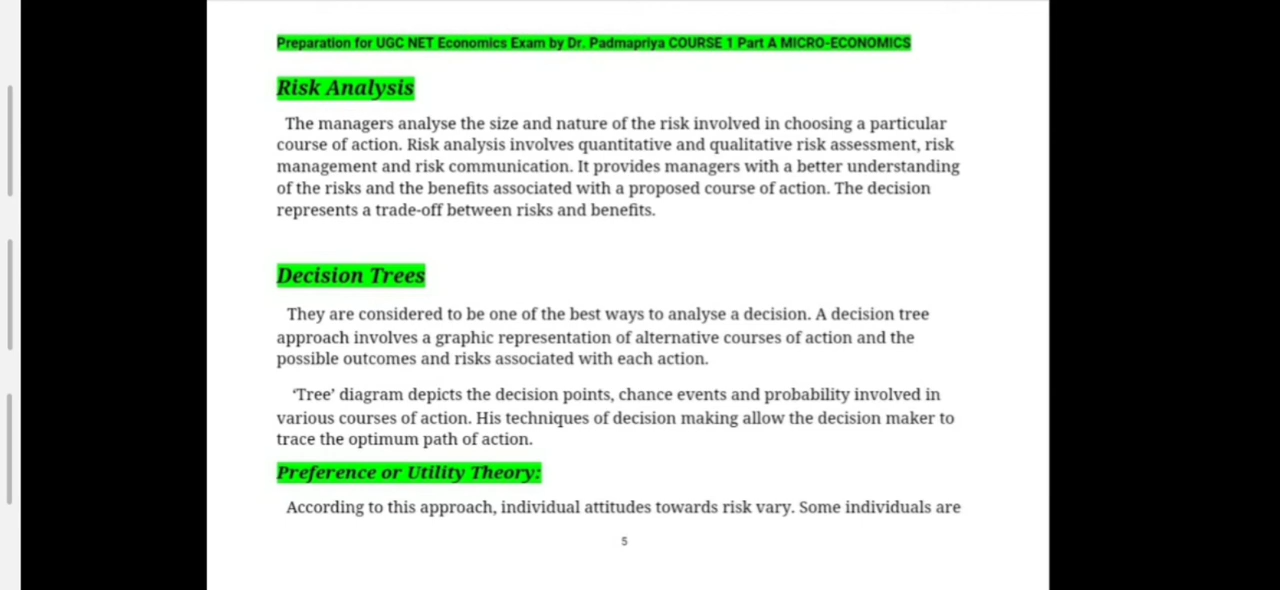 Preparation for UGC NET Economics Exam by Dr. Padmapriya COURSE 1 Part A MICRO-ECONOMICS
Risk Analysis
The managers analyse the size and nature of the risk involved in choosing a particular
course of action. Risk analysis involves quantitative and qualitative risk assessment, risk
management and risk communication. It provides managers with a better understanding
of the risks and the benefits associated with a proposed course of action. The decision
represents a trade-off between risks and benefits.
Decision Trees
They are considered to be one of the best ways to analyse a decision. A decision tree
approach involves a graphic representation of alternative courses of action and the
possible outcomes and risks associated with each action.
‘Tree’ diagram depicts the decision points, chance events and probability involved in
various courses of action. His techniques of decision making allow the decision maker to
trace the optimum path of action.
Preference or Utility Theory:
According to this approach, individual attitudes towards risk vary. Some individuals are
5